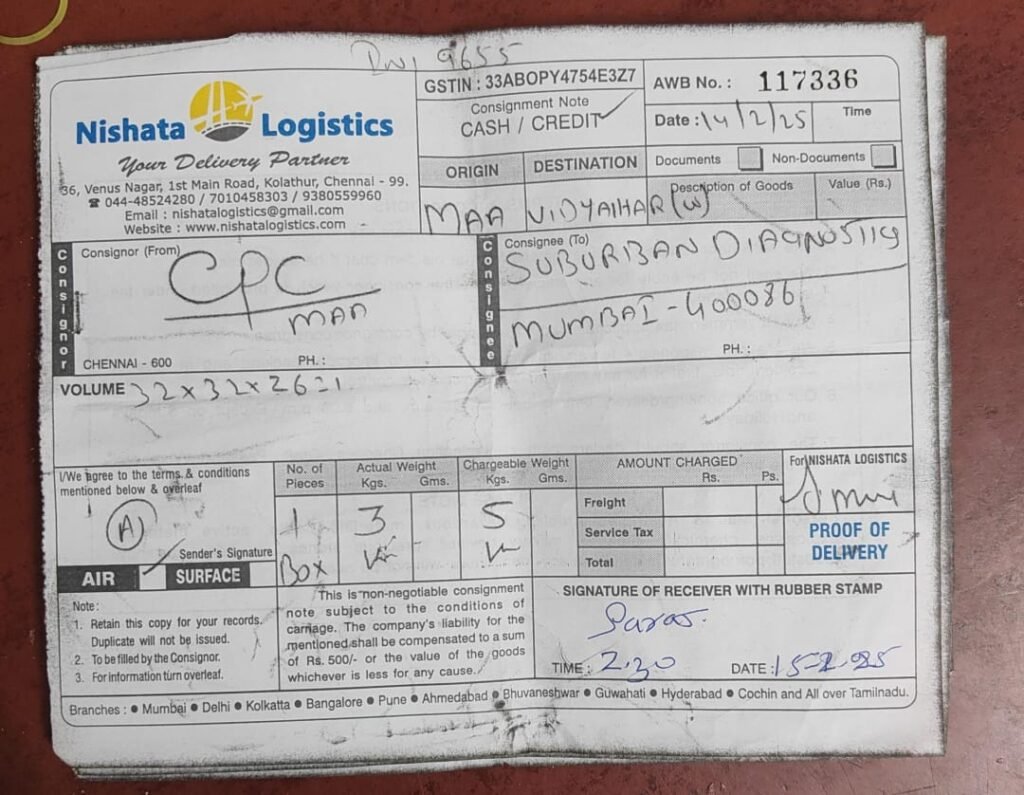 9655
Nishata Logistics
Your Delivery Partner
36, Venus Nagar, 1st Main Road, Kolathur, Chennai - 99.
☎ 044-48524280 / 7010458303 / 9380559960
Email : nishatalogistics@gmail.com
Website : www.nishatalogistics.com
GSTIN : 33ABOPY4754E3Z7
Consignment Note
CASH / CREDIT ✓
AWB No. : 117336
Date : 14/2/25 Time
ORIGIN DESTINATION
MAA VIDYAIHAR (W)
Documents Non-Documents
Description of Goods Value (Rs.)
Consignor
Consignor (From)
CPC
MAA
CHENNAI - 600 PH. :
Consignee
Consignee (To)
SUBURBAN DIAGNOSTIC
MUMBAI - 400086
PH. :
VOLUME 32 x 32 x 26 = 1
I/We agree to the terms & conditions
mentioned below & overleaf
A
Sender's Signature
AIR ✓ SURFACE
No. of Pieces Actual Weight Kgs. Gms. Chargeable Weight Kgs. Gms.
1 3 5
Box
AMOUNT CHARGED
Rs. Ps.
Freight
Service Tax
Total
For NISHATA LOGISTICS
PROOF OF
DELIVERY
Note :
1. Retain this copy for your records.
Duplicate will not be issued.
2. To be filled by the Consignor.
3. For information turn overleaf.
This is non-negotiable consignment
note subject to the conditions of
carriage. The company's liability for the
mentioned shall be compensated to a sum
of Rs. 500/- or the value of the goods
whichever is less for any cause.
SIGNATURE OF RECEIVER WITH RUBBER STAMP
Paras.
TIME : 2.30 DATE : 15-2-25
Branches : ● Mumbai ● Delhi ● Kolkatta ● Bangalore ● Pune ● Ahmedabad ● Bhuvaneshwar ● Guwahati ● Hyderabad ● Cochin and All over Tamilnadu.